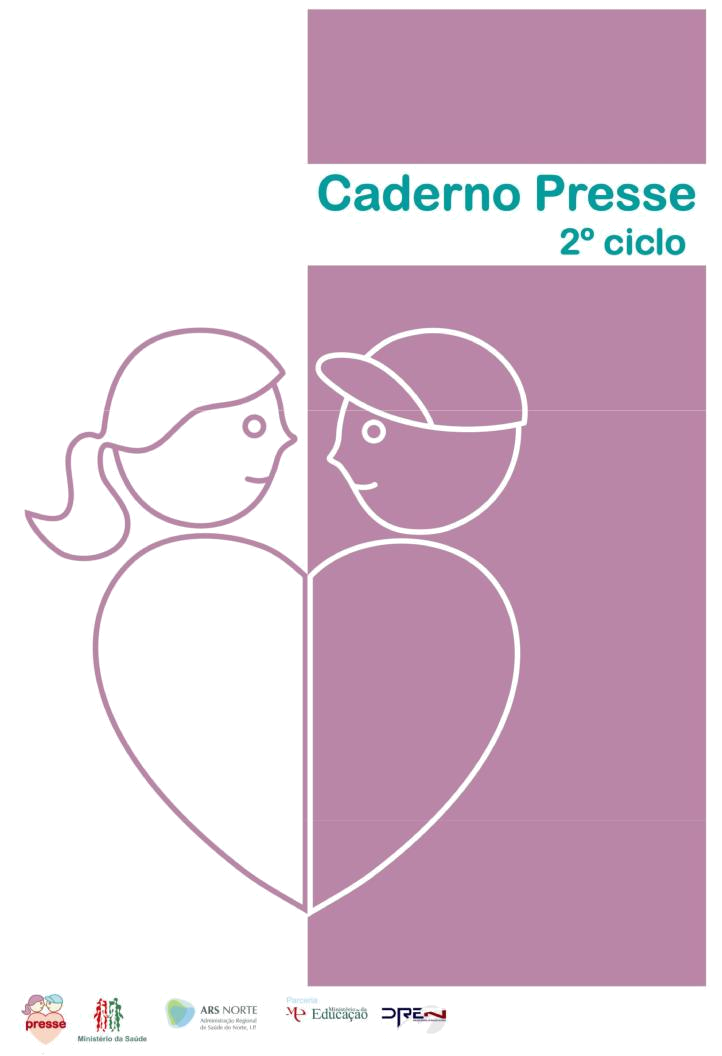 Caderno Presse
2º ciclo
presse
Ministério da Saúde
ARS NORTE
Administração Regional
de Saúde do Norte, I.P.
Parceria
Ministério da
Educação
DREN